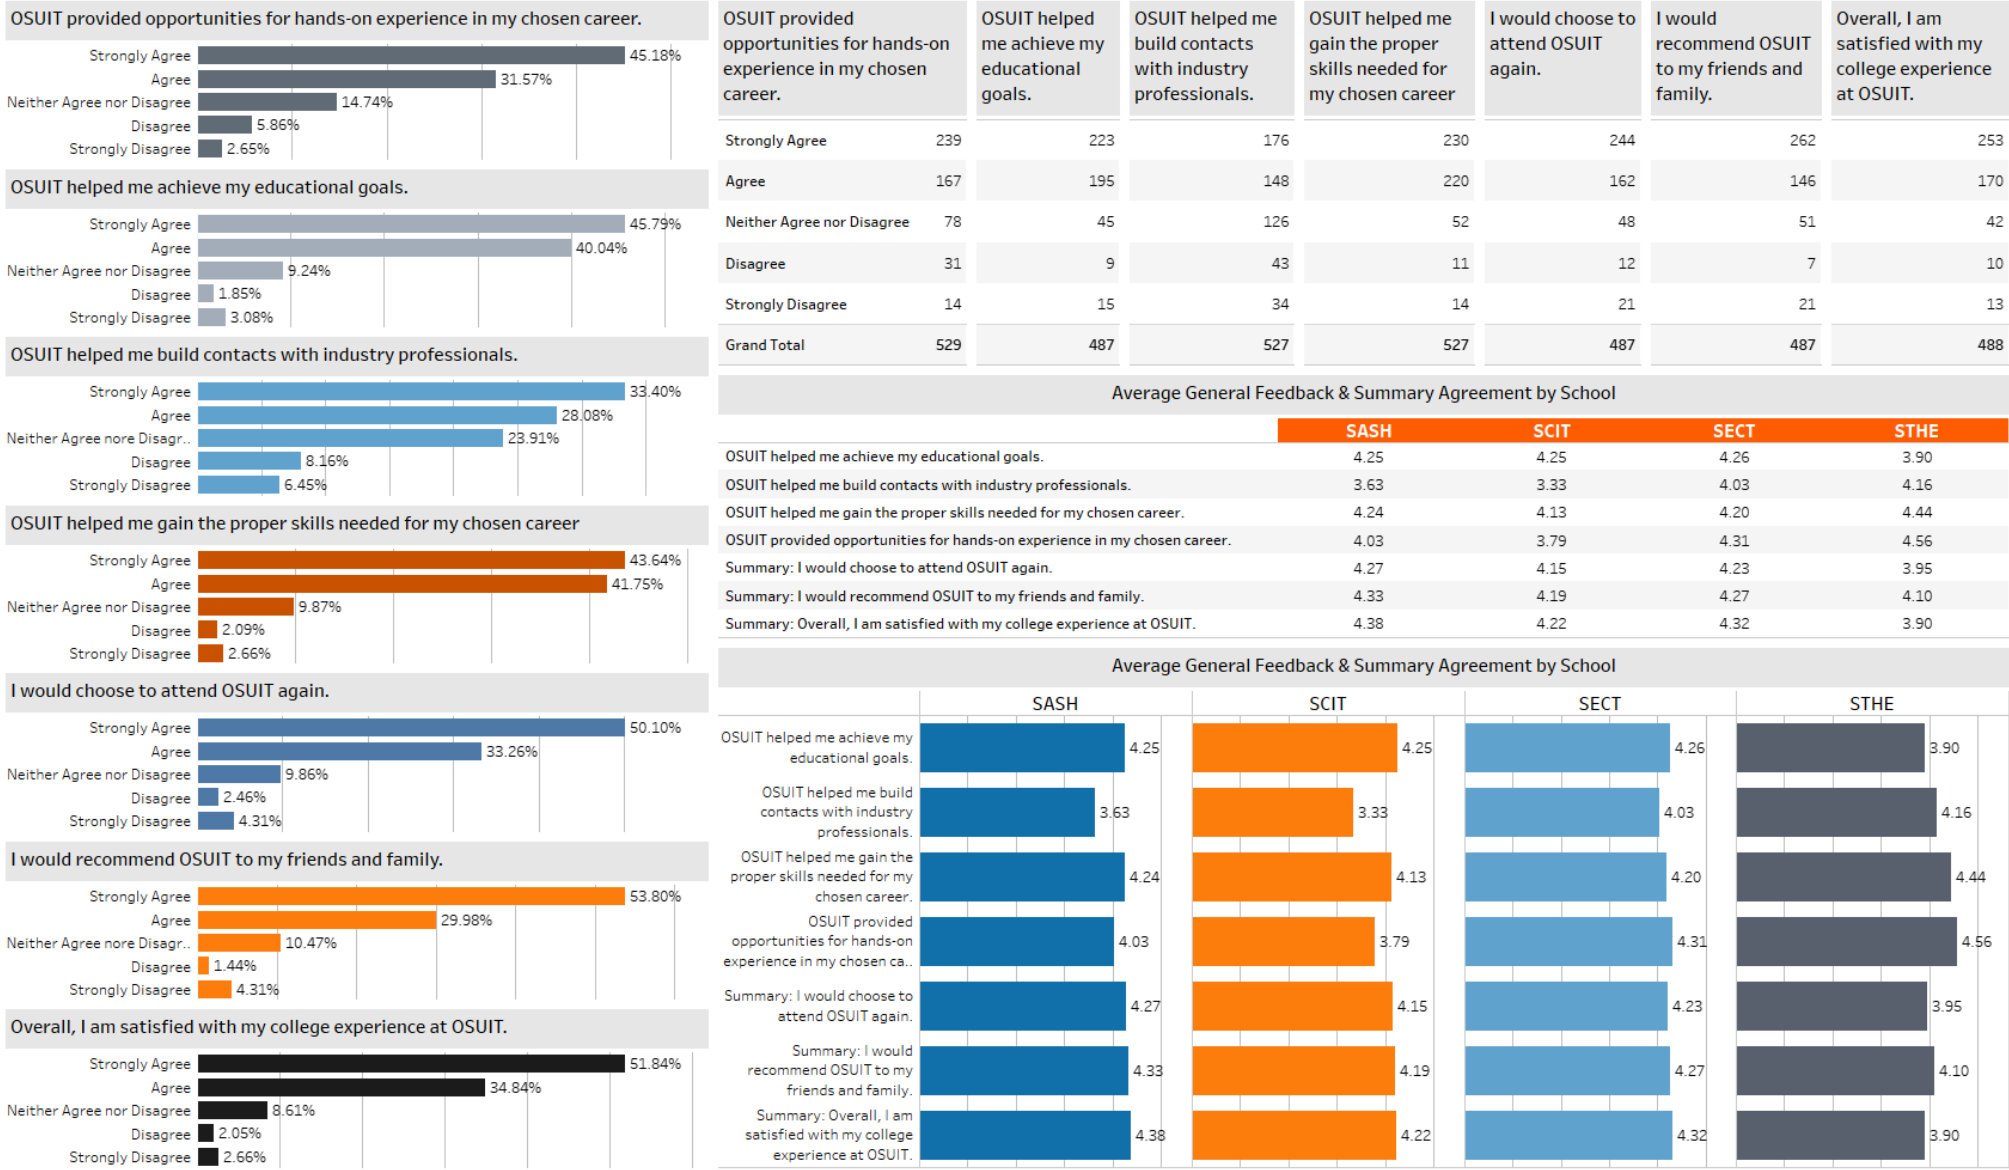 OSUIT provided opportunities for hands-on experience in my chosen career.
Strongly Agree 45.18%
Agree 31.57%
Neither Agree nor Disagree 14.74%
Disagree 5.86%
Strongly Disagree 2.65%
OSUIT helped me achieve my educational goals.
Strongly Agree 45.79%
Agree 40.04%
Neither Agree nor Disagree 9.24%
Disagree 1.85%
Strongly Disagree 3.08%
OSUIT helped me build contacts with industry professionals.
Strongly Agree 33.40%
Agree 28.08%
Neither Agree nore Disagr.. 23.91%
Disagree 8.16%
Strongly Disagree 6.45%
OSUIT helped me gain the proper skills needed for my chosen career
Strongly Agree 43.64%
Agree 41.75%
Neither Agree nor Disagree 9.87%
Disagree 2.09%
Strongly Disagree 2.66%
I would choose to attend OSUIT again.
Strongly Agree 50.10%
Agree 33.26%
Neither Agree nor Disagree 9.86%
Disagree 2.46%
Strongly Disagree 4.31%
I would recommend OSUIT to my friends and family.
Strongly Agree 53.80%
Agree 29.98%
Neither Agree nore Disagr.. 10.47%
Disagree 1.44%
Strongly Disagree 4.31%
Overall, I am satisfied with my college experience at OSUIT.
Strongly Agree 51.84%
Agree 34.84%
Neither Agree nor Disagree 8.61%
Disagree 2.05%
Strongly Disagree 2.66%
OSUIT provided
opportunities for hands-on
experience in my chosen
career.
OSUIT helped
me achieve my
educational
goals.
OSUIT helped me
build contacts
with industry
professionals.
OSUIT helped me
gain the proper
skills needed for
my chosen career
I would choose to
attend OSUIT
again.
I would
recommend OSUIT
to my friends and
family.
Overall, I am
satisfied with my
college experience
at OSUIT.
Strongly Agree 239 223 176 230 244 262 253
Agree 167 195 148 220 162 146 170
Neither Agree nor Disagree 78 45 126 52 48 51 42
Disagree 31 9 43 11 12 7 10
Strongly Disagree 14 15 34 14 21 21 13
Grand Total 529 487 527 527 487 487 488
Average General Feedback & Summary Agreement by School
SASH SCIT SECT STHE
OSUIT helped me achieve my educational goals. 4.25 4.25 4.26 3.90
OSUIT helped me build contacts with industry professionals. 3.63 3.33 4.03 4.16
OSUIT helped me gain the proper skills needed for my chosen career. 4.24 4.13 4.20 4.44
OSUIT provided opportunities for hands-on experience in my chosen career. 4.03 3.79 4.31 4.56
Summary: I would choose to attend OSUIT again. 4.27 4.15 4.23 3.95
Summary: I would recommend OSUIT to my friends and family. 4.33 4.19 4.27 4.10
Summary: Overall, I am satisfied with my college experience at OSUIT. 4.38 4.22 4.32 3.90
Average General Feedback & Summary Agreement by School
SASH SCIT SECT STHE
OSUIT helped me achieve my
educational goals.
4.25 4.25 4.26 3.90
OSUIT helped me build
contacts with industry
professionals.
3.63 3.33 4.03 4.16
OSUIT helped me gain the
proper skills needed for my
chosen career.
4.24 4.13 4.20 4.44
OSUIT provided
opportunities for hands-on
experience in my chosen ca..
4.03 3.79 4.31 4.56
Summary: I would choose to
attend OSUIT again.
4.27 4.15 4.23 3.95
Summary: I would
recommend OSUIT to my
friends and family.
4.33 4.19 4.27 4.10
Summary: Overall, I am
satisfied with my college
experience at OSUIT.
4.38 4.22 4.32 3.90